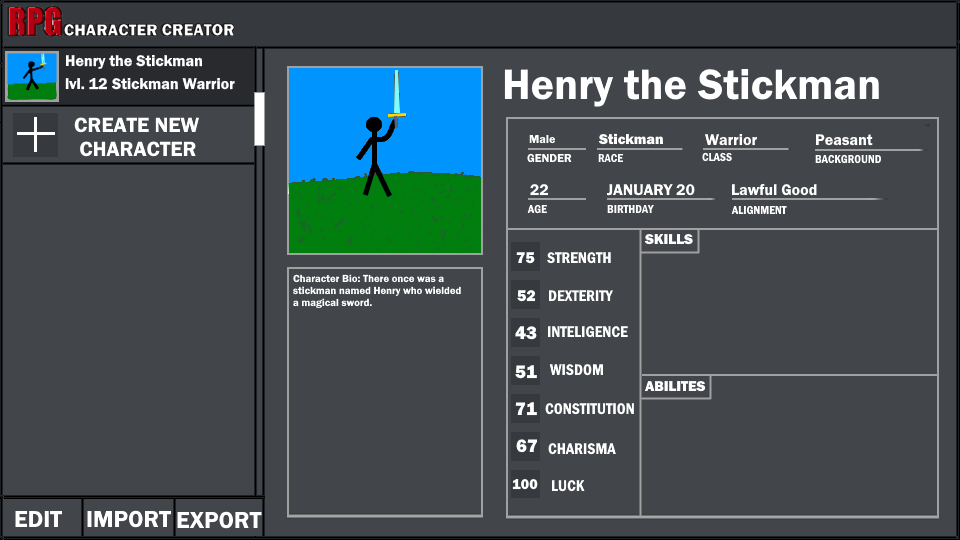 RPG CHARACTER CREATOR
Henry the Stickman
lvl. 12 Stickman Warrior
CREATE NEW
CHARACTER
EDIT
IMPORT
EXPORT
Character Bio: There once was a
stickman named Henry who wielded
a magical sword.
Henry the Stickman
Male
GENDER
Stickman
RACE
Warrior
CLASS
Peasant
BACKGROUND
22
AGE
JANUARY 20
BIRTHDAY
Lawful Good
ALIGNMENT
75 STRENGTH
52 DEXTERITY
43 INTELIGENCE
51 WISDOM
71 CONSTITUTION
67 CHARISMA
100 LUCK
SKILLS
ABILITES